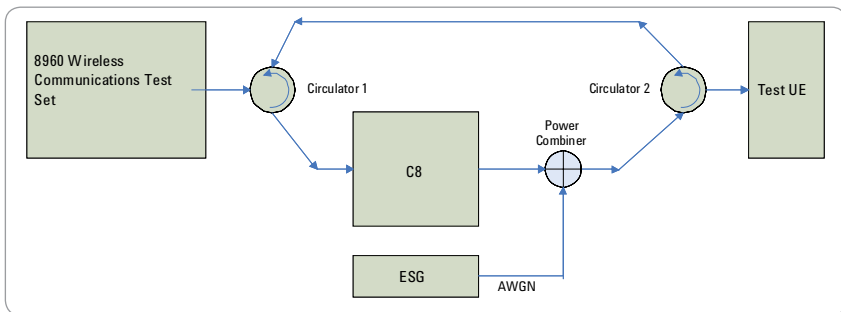 8960 Wireless
Communications Test
Set
Circulator 1
Circulator 2
Test UE
Power
Combiner
C8
ESG
AWGN